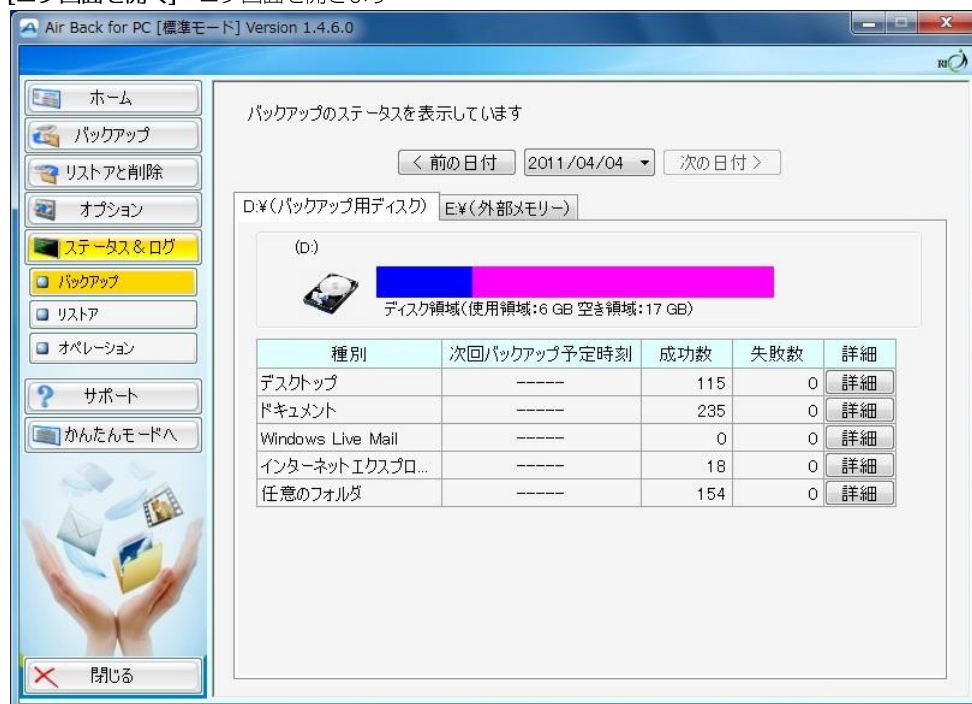 Air Back for PC [標準モード] Version 1.4.6.0
ホーム
バックアップ
リストアと削除
オプション
ステータス&ログ
バックアップ
リストア
オペレーション
サポート
かんたんモードへ
閉じる
バックアップのステータスを表示しています
< 前の日付 2011/04/04 次の日付 >
D:¥(バックアップ用ディスク) E:¥(外部メモリー)
(D:)
ディスク領域(使用領域:6 GB 空き領域:17 GB)
種別 次回バックアップ予定時刻 成功数 失敗数 詳細
デスクトップ ----- 115 0 詳細
ドキュメント ----- 235 0 詳細
Windows Live Mail ----- 0 0 詳細
インターネットエクスプロ... ----- 18 0 詳細
任意のフォルダ ----- 154 0 詳細